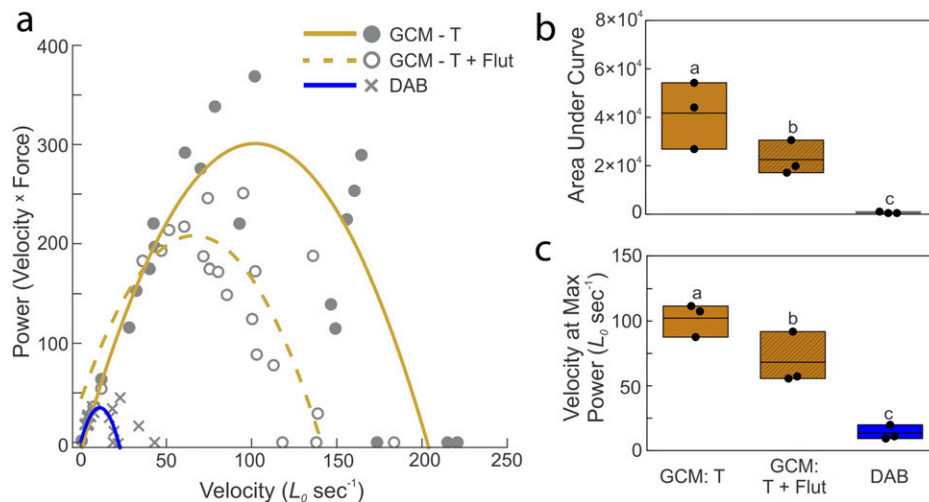 a
GCM - T
GCM - T + Flut
DAB
Power (Velocity x Force)
400
300
200
100
0
0
50
100
150
200
250
Velocity (L₀ sec⁻¹)
b
Area Under Curve
8×10⁴
6×10⁴
4×10⁴
2×10⁴
0
a
b
c
c
Velocity at Max
Power (L₀ sec⁻¹)
150
100
50
0
a
b
c
GCM: T
GCM:
T + Flut
DAB